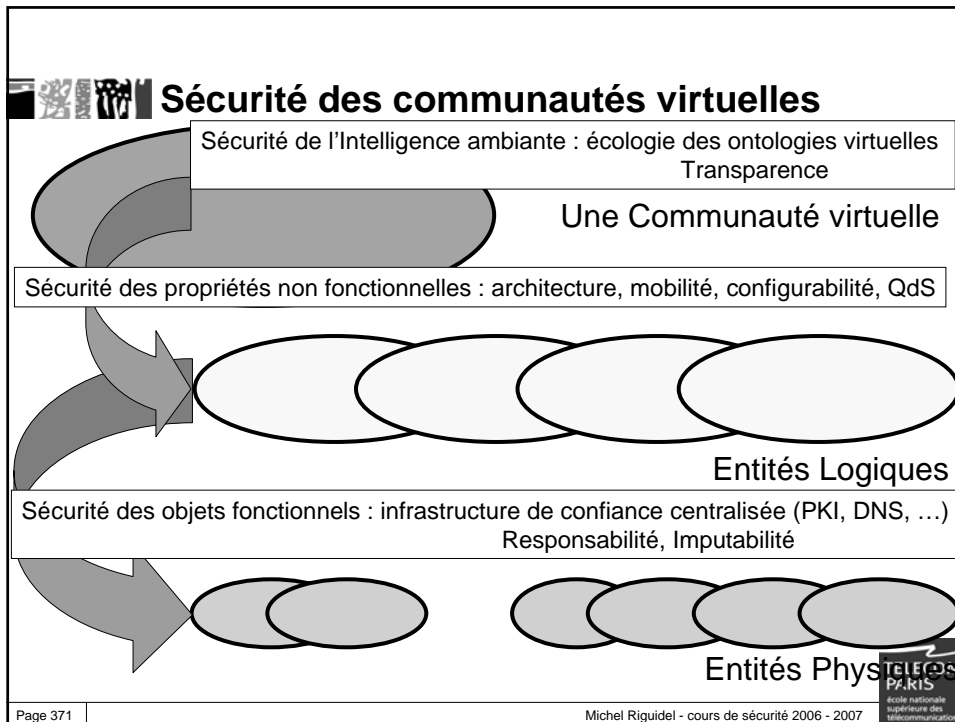 Sécurité des communautés virtuelles
Sécurité de l'Intelligence ambiante : écologie des ontologies virtuelles
Transparence
Une Communauté virtuelle
Sécurité des propriétés non fonctionnelles : architecture, mobilité, configurabilité, QdS
Entités Logiques
Sécurité des objets fonctionnels : infrastructure de confiance centralisée (PKI, DNS, …)
Responsabilité, Imputabilité
Entités Physiques
TELECOM
PARIS
école nationale
supérieure des
télécommunications
Page 371
Michel Riguidel - cours de sécurité 2006 - 2007